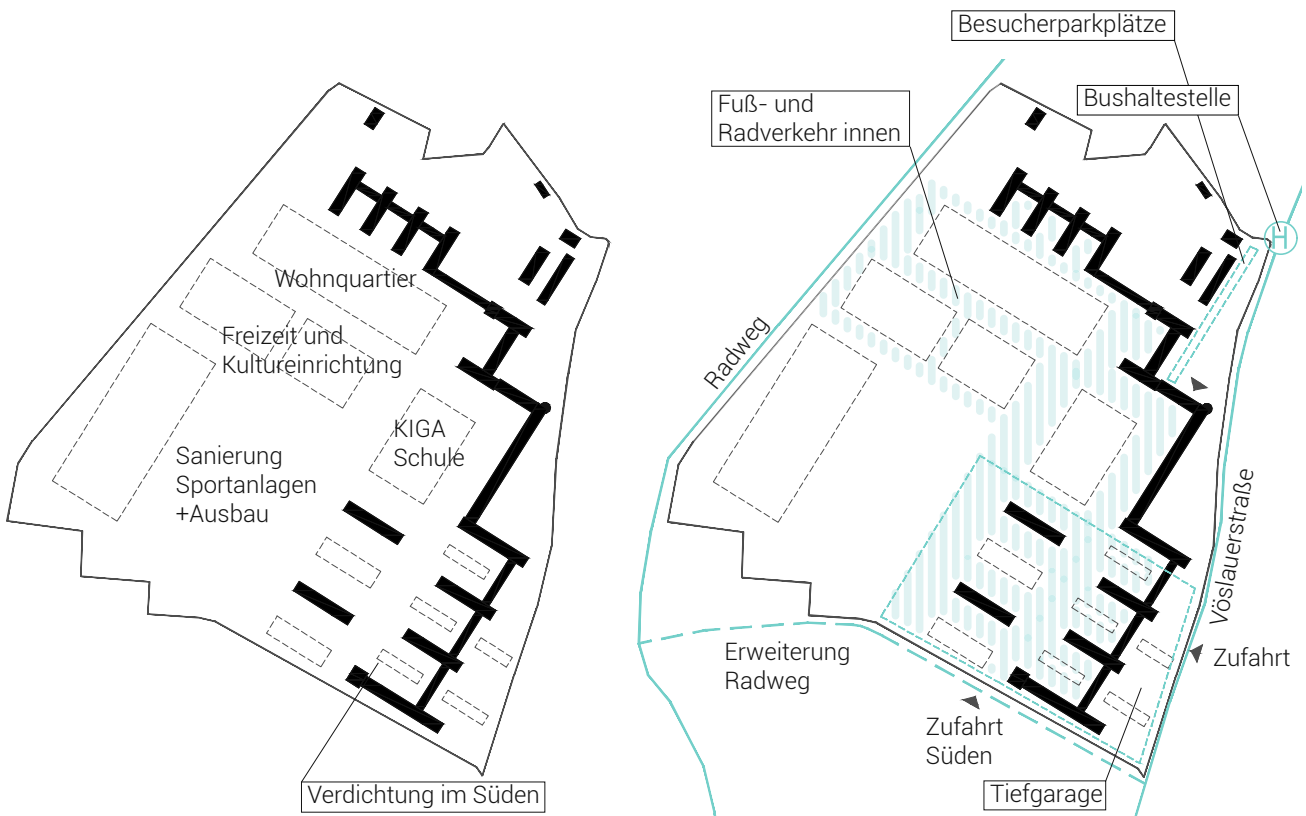 Wohnquartier
Freizeit und
Kultureinrichtung
KIGA
Schule
Sanierung
Sportanlagen
+Ausbau
Verdichtung im Süden
Besucherparkplätze
Bushaltestelle
Fuß- und
Radverkehr innen
H
Radweg
Vöslauerstraße
Erweiterung
Radweg
Zufahrt
Zufahrt
Süden
Tiefgarage